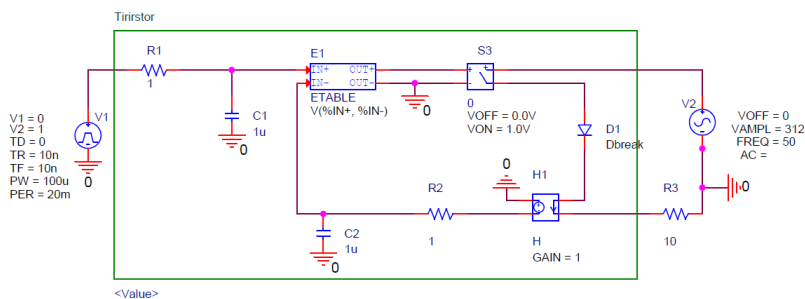 Tirirstor
R1
1
C1
1u
0
E1
IN+ OUT+
IN- OUT-
ETABLE
V(%IN+, %IN-)
0
S3
+ +
- -
0
VOFF = 0.0V
VON = 1.0V
V1
V1 = 0
V2 = 1
TD = 0
TR = 10n
TF = 10n
PW = 100u
PER = 20m
0
D1
Dbreak
V2
VOFF = 0
VAMPL = 312
FREQ = 50
AC =
0
0
H1
H
GAIN = 1
R2
1
C2
1u
0
R3
10
<Value>